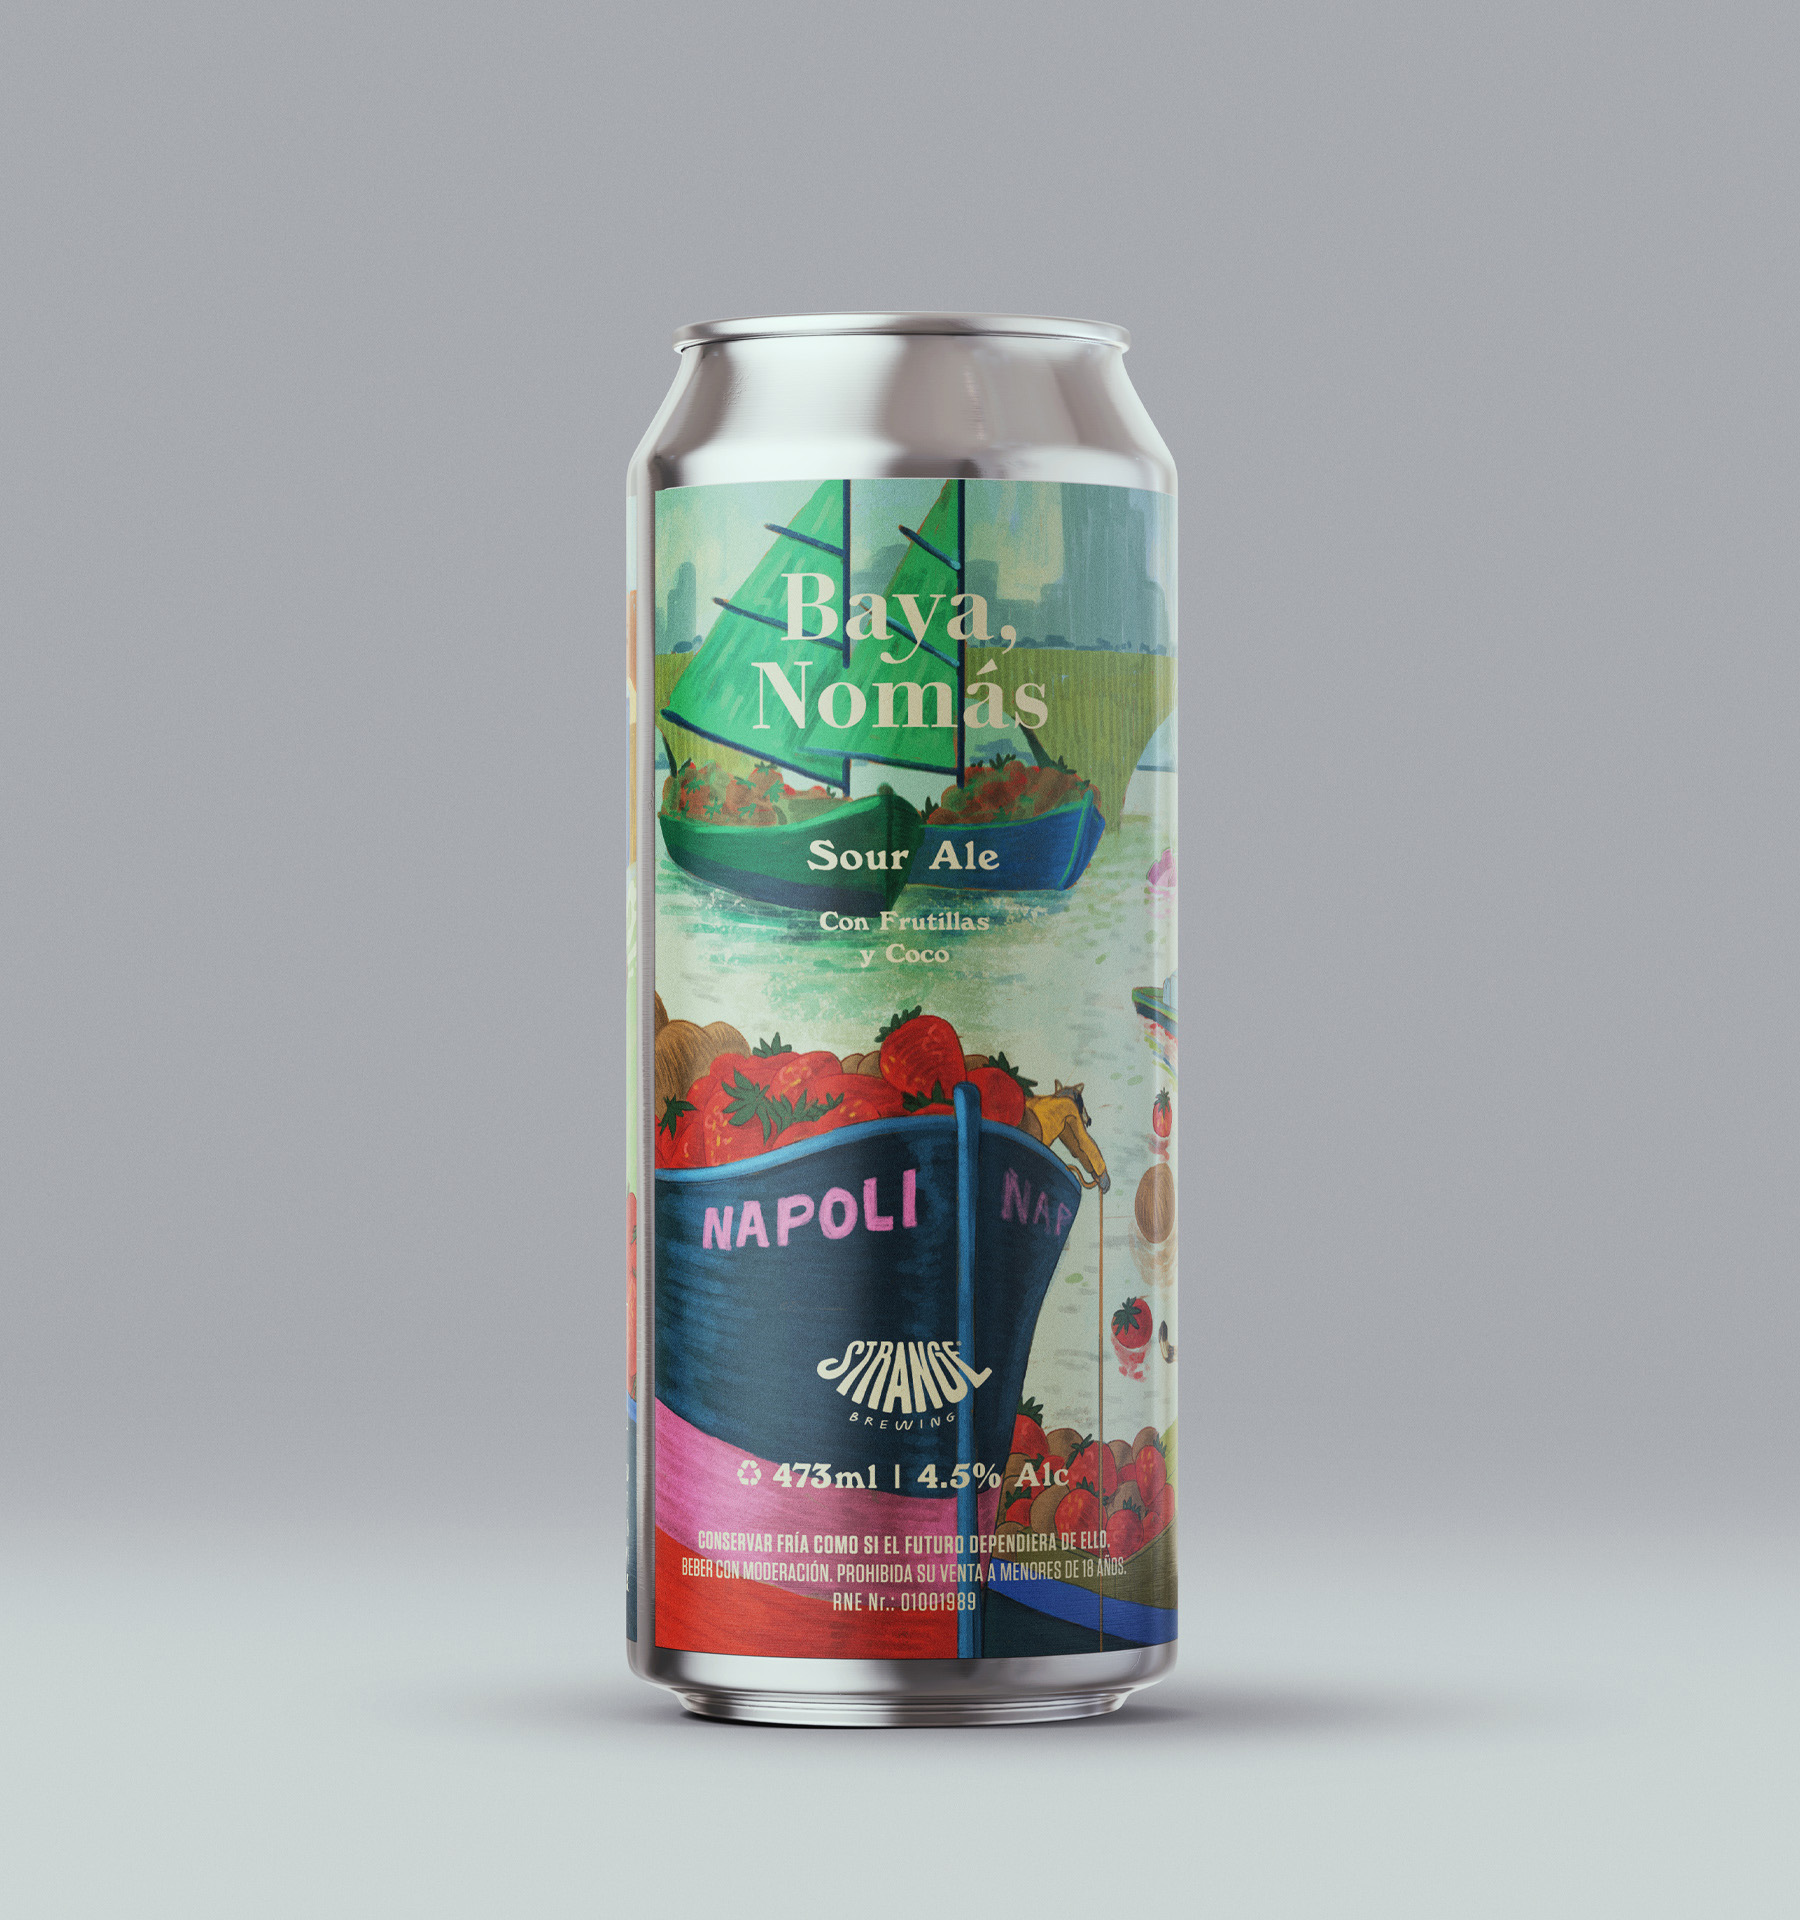 Baya,
Nomás
Sour Ale
Con Frutillas
y Coco
NAPOLI
NAP
STRANGE
BREWING
473ml | 4.5% Alc
CONSERVAR FRÍA COMO SI EL FUTURO DEPENDIERA DE ELLO.
BEBER CON MODERACIÓN. PROHIBIDA SU VENTA A MENORES DE 18 AÑOS.
RNE Nr.: 01001989